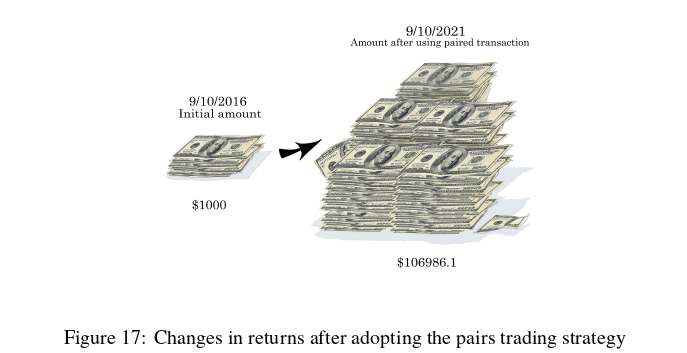 9/10/2016
Initial amount
$1000
9/10/2021
Amount after using paired transaction
$106986.1
Figure 17: Changes in returns after adopting the pairs trading strategy